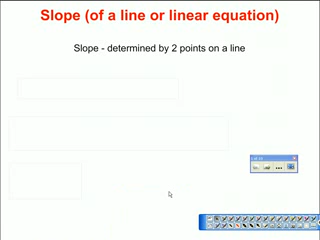 Slope (of a line or linear equation)
Slope - determined by 2 points on a line